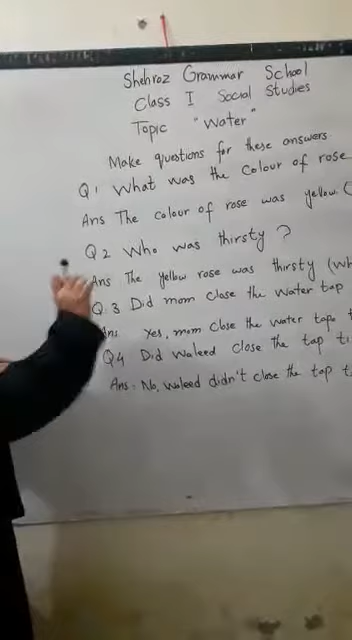 Shehroz Grammar School
Class I Social Studies
Topic "Water"
Make questions for these answers
Q1 What was the colour of rose
Ans The colour of rose was yellow (
Q2 Who was thirsty ?
Ans The yellow rose was thirsty (Wh
Q.3 Did mom close the water tap
Ans. Yes, mom close the water tap
Q4 Did Waleed close the tap ti
Ans: No, Waleed didn't close the tap t